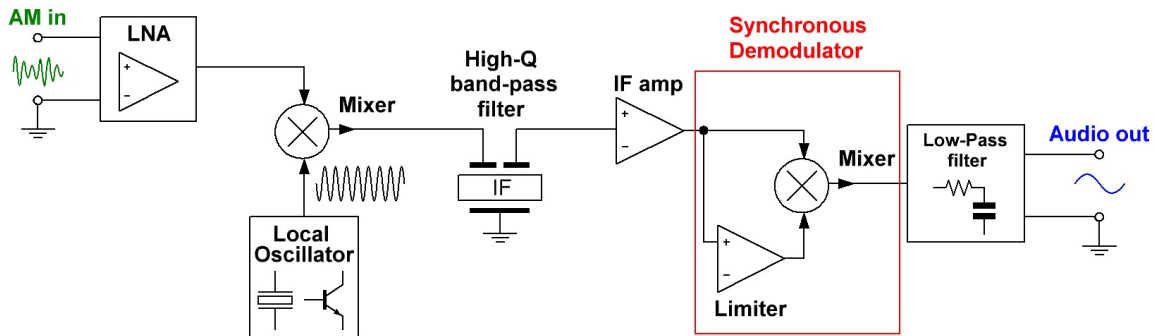 AM in
LNA
+
−
Mixer
Local
Oscillator
High-Q
band-pass
filter
IF
IF amp
+
−
Synchronous
Demodulator
Mixer
+
−
Limiter
Low-Pass
filter
Audio out